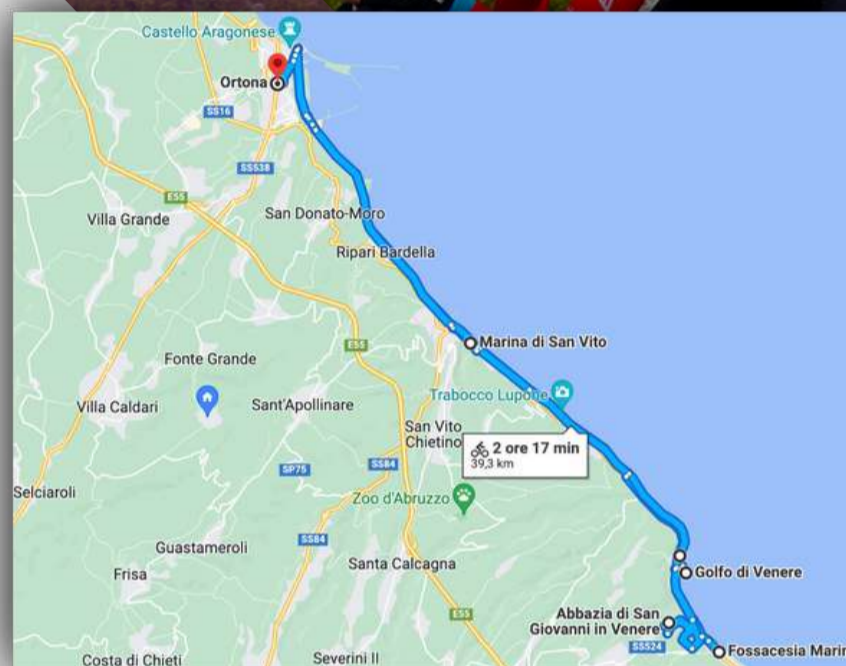 Castello Aragonese
Ortona
SS16
SS538
E55
Villa Grande
San Donato-Moro
Ripari Bardella
Marina di San Vito
E55
Fonte Grande
Trabocco Lupone
Villa Caldari
Sant'Apollinare
San Vito
Chietino
2 ore 17 min
39,3 km
SP75
SS84
Selciaroli
Zoo d'Abruzzo
SS84
Guastameroli
Santa Calcagna
Frisa
Golfo di Venere
E55
Abbazia di San
Giovanni in Venere
SS524
Fossacesia Marin
Costa di Chieti
Severini II